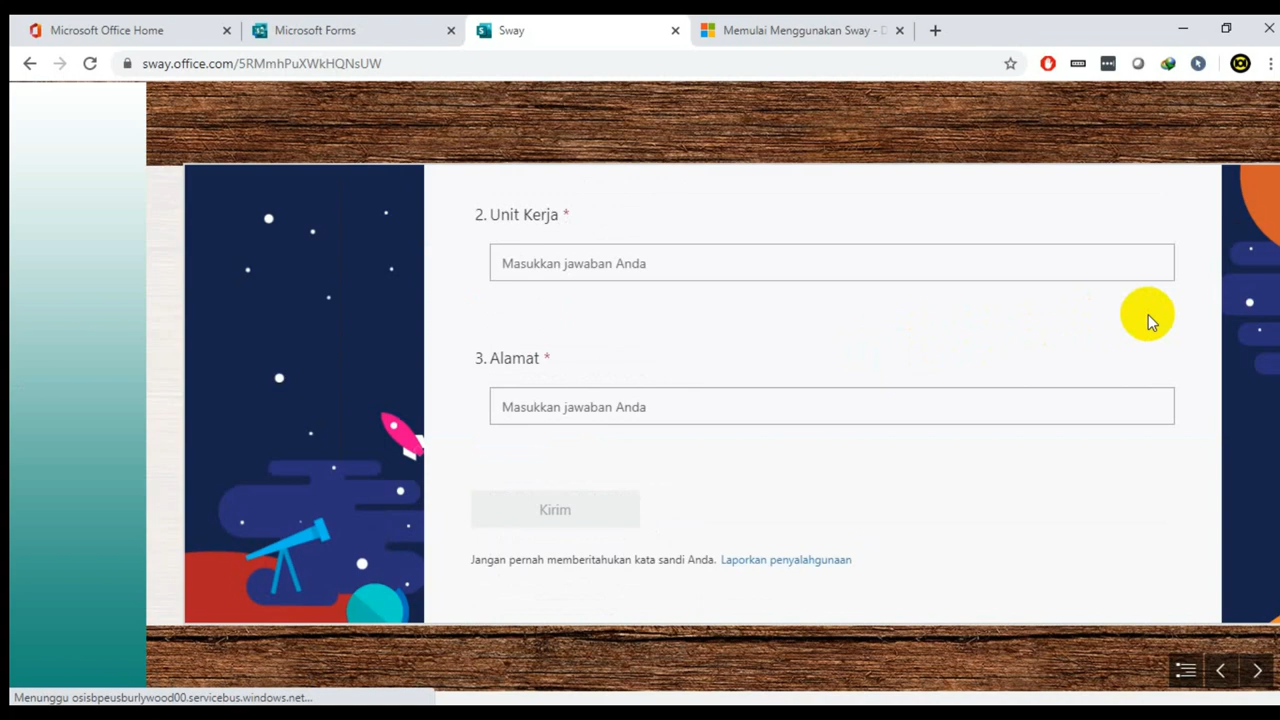 Microsoft Office Home
Microsoft Forms
Sway
Memulai Menggunakan Sway - D
sway.office.com/5RMmhPuXWkHQNsUW
2. Unit Kerja *
Masukkan jawaban Anda
3. Alamat *
Masukkan jawaban Anda
Kirim
Jangan pernah memberitahukan kata sandi Anda. Laporkan penyalahgunaan
Menunggu osisbpeusburlywood00.servicebus.windows.net...